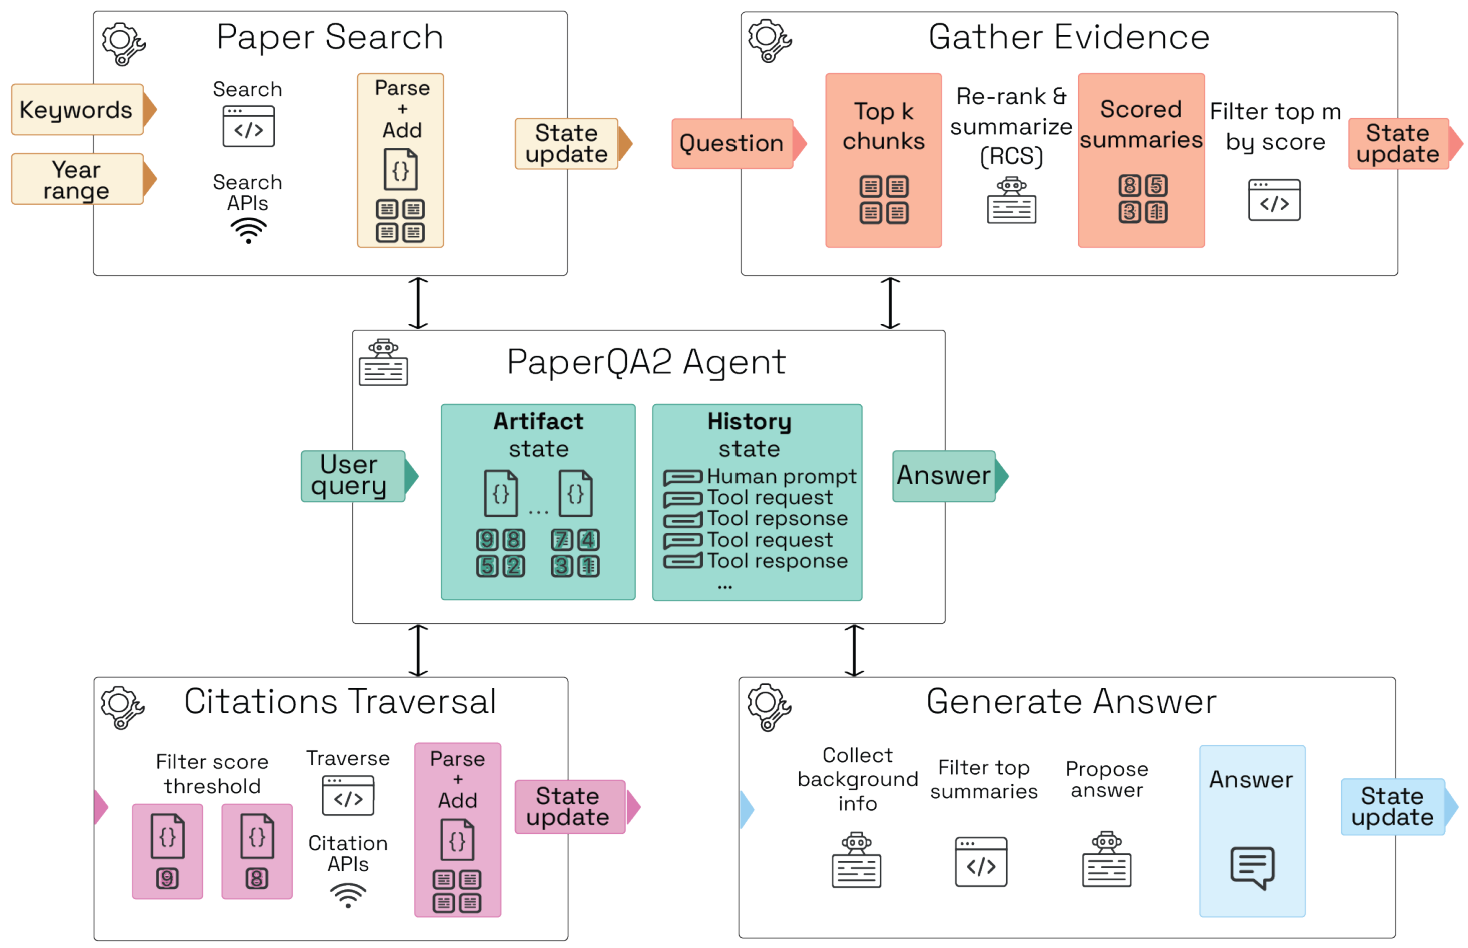 Paper Search
Keywords
Year
range
Search
</>
Search
APIs
Parse
+
Add
{}
State
update
Gather Evidence
Question
Top k
chunks
Re-rank &
summarize
(RCS)
Scored
summaries
8 5
3 1
Filter top m
by score
</>
State
update
PaperQA2 Agent
User
query
Artifact
state
{} ... {}
9 8 7 4
5 2 3 1
History
state
Human prompt
Tool request
Tool repsonse
Tool request
Tool response
...
Answer
Citations Traversal
Filter score
threshold
{} {}
9 8
Traverse
</>
Citation
APIs
Parse
+
Add
{}
State
update
Generate Answer
Collect
background
info
Filter top
summaries
</>
Propose
answer
Answer
State
update